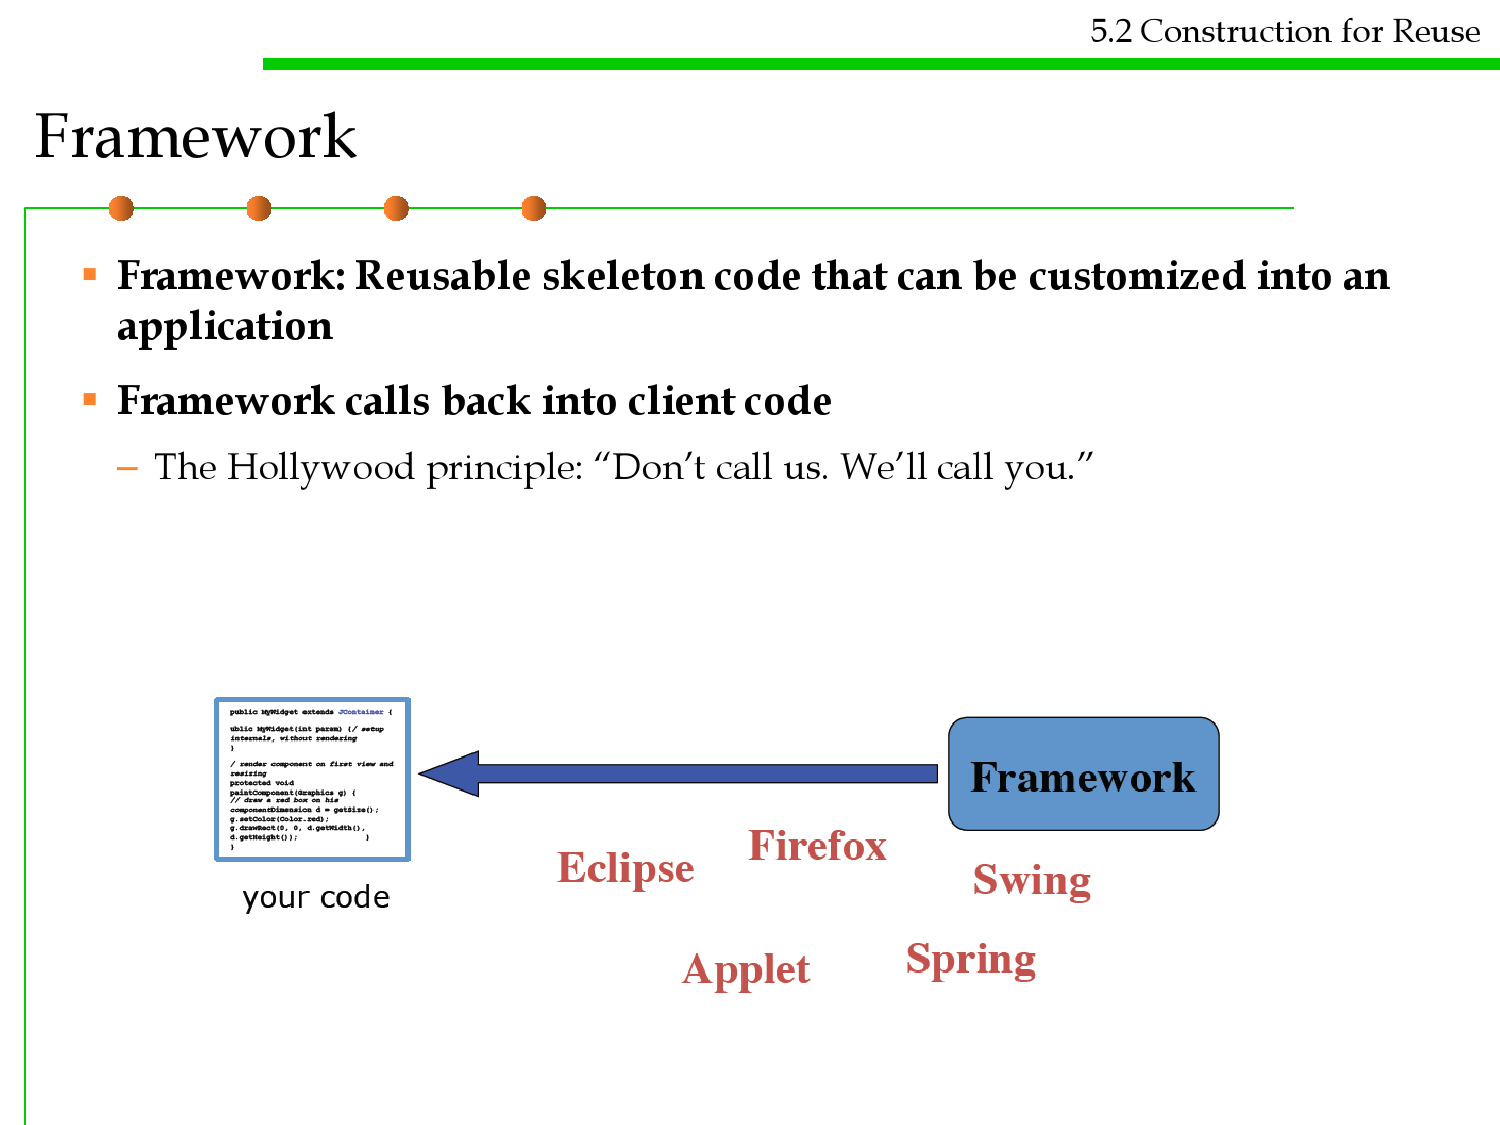 5.2 Construction for Reuse
Framework
Framework: Reusable skeleton code that can be customized into an
application
Framework calls back into client code
– The Hollywood principle: “Don’t call us. We’ll call you.”
public MyWidget extends JContainer {
ublic MyWidget(int param) {/ setup
internals, without rendering
}
/ render component on first view and
resizing
protected void
paintComponent(Graphics g) {
// draw a red box on his
componentDimension d = getSize();
g.setColor(Color.red);
g.drawRect(0, 0, d.getWidth(),
d.getHeight()); }
}
your code
Framework
Firefox
Eclipse
Swing
Spring
Applet